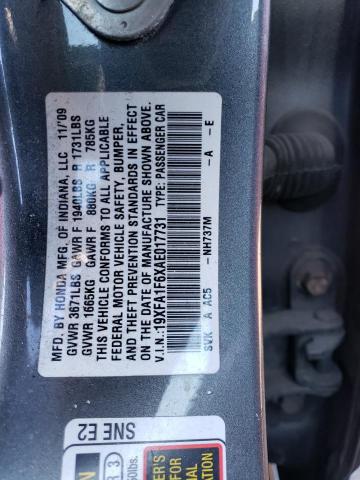 MFD. BY HONDA MFG. OF INDIANA, LLC 11/'09
GVWR 3671LBS GAWR F 1940LBS R 1731LBS
GVWR 1665KG GAWR F 880KG R 785KG
THIS VEHICLE CONFORMS TO ALL APPLICABLE
FEDERAL MOTOR VEHICLE SAFETY, BUMPER,
AND THEFT PREVENTION STANDARDS IN EFFECT
ON THE DATE OF MANUFACTURE SHOWN ABOVE.
V.I.N.:19XFA1F6XAE017731 TYPE: PASSENGER CAR
SVK A AC5 -NH737M -A -E
SNE E2
R 3
50lbs.